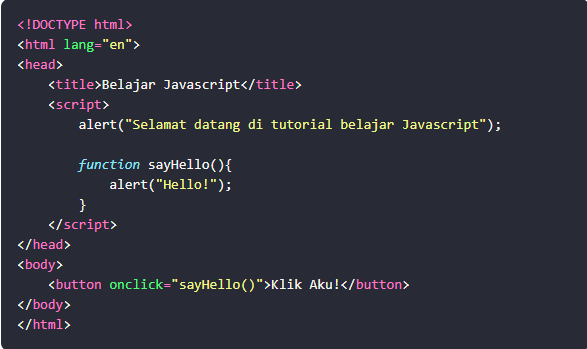 <!DOCTYPE html>
<html lang="en">
<head>
    <title>Belajar Javascript</title>
    <script>
        alert("Selamat datang di tutorial belajar Javascript");

        function sayHello(){
            alert("Hello!");
        }
    </script>
</head>
<body>
    <button onclick="sayHello()">Klik Aku!</button>
</body>
</html>